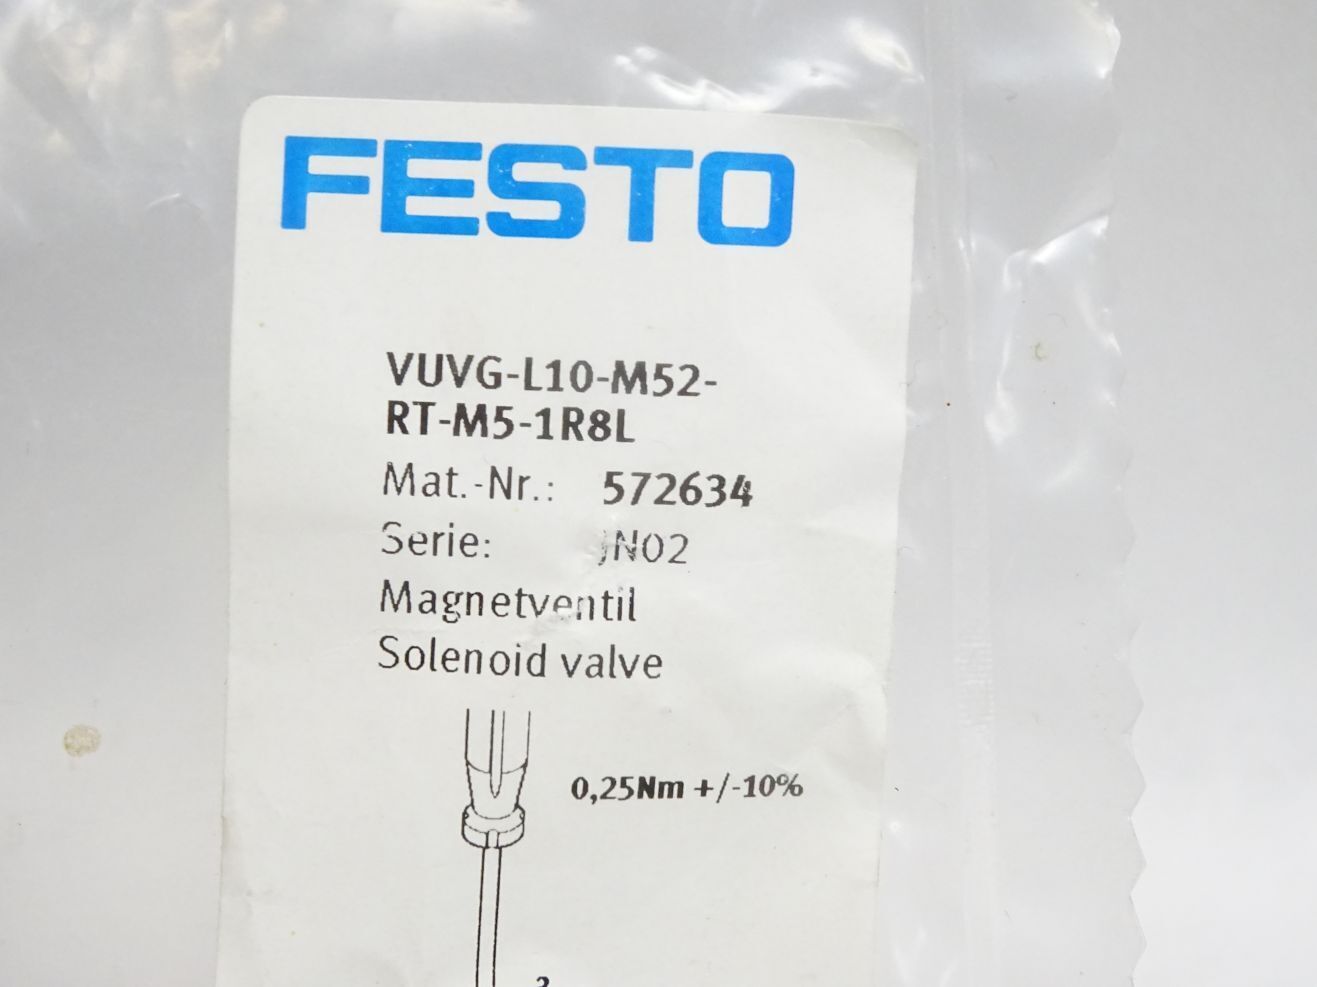 FESTO
VUVG-L10-M52-
RT-M5-1R8L
Mat.-Nr.: 572634
Serie: JN02
Magnetventil
Solenoid valve
0,25Nm +/-10%